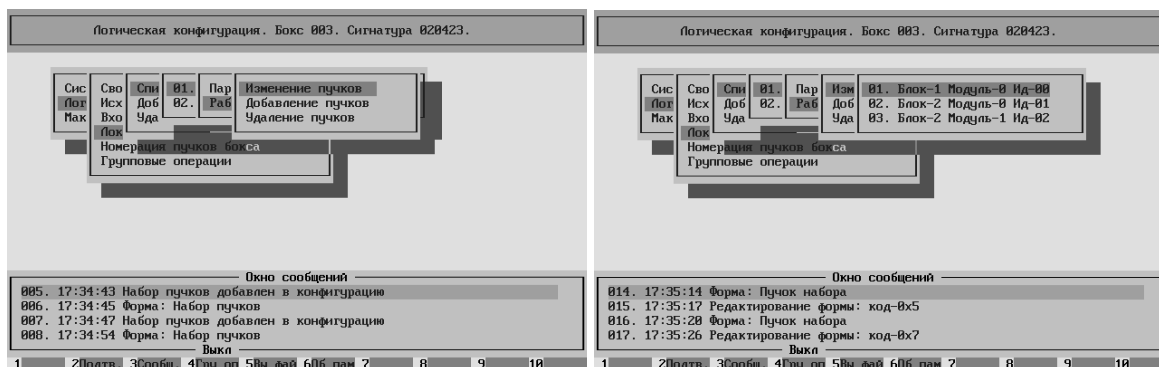 Логическая конфигурация. Бокс 003. Сигнатура 020423.
Сис Сво Спи 01. Пар Изменение пучков
Лог Исх Доб 02. Раб Добавление пучков
Мак Вхо Уда Удаление пучков
Лок
Номерация пучков бокса
Групповые операции
Окно сообщений
005. 17:34:43 Набор пучков добавлен в конфигурацию
006. 17:34:45 Форма: Набор пучков
007. 17:34:47 Набор пучков добавлен в конфигурацию
008. 17:34:54 Форма: Набор пучков
Выкл
1 2Подтв 3Сообщ 4Гру оп 5Вы фай 6Об пам 7 8 9 10
Логическая конфигурация. Бокс 003. Сигнатура 020423.
Сис Сво Спи 01. Пар Изм 01. Блок-1 Модуль-0 Ид-00
Лог Исх Доб 02. Раб Доб 02. Блок-2 Модуль-0 Ид-01
Мак Вхо Уда Уда 03. Блок-2 Модуль-1 Ид-02
Лок
Номерация пучков бокса
Групповые операции
Окно сообщений
014. 17:35:14 Форма: Пучок набора
015. 17:35:17 Редактирование формы: код-0x5
016. 17:35:20 Форма: Пучок набора
017. 17:35:26 Редактирование формы: код-0x7
Выкл
1 2Подтв 3Сообщ 4Гру оп 5Вы фай 6Об пам 7 8 9 10